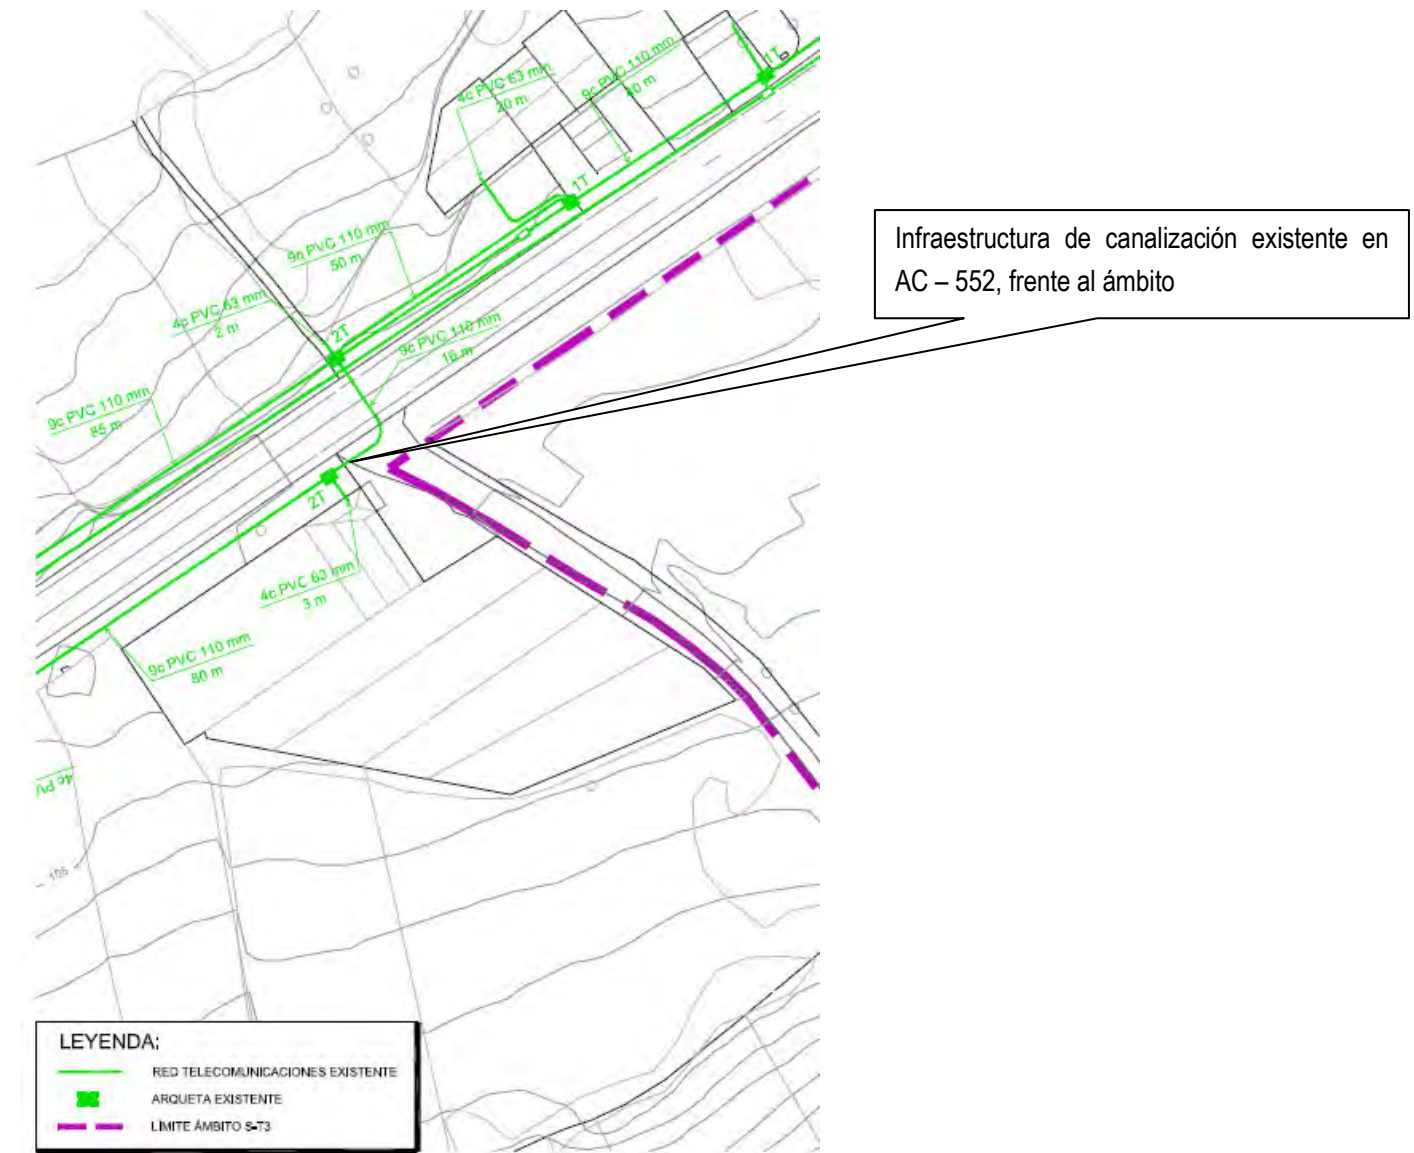 4c PVC 63 mm
20 m
9c PVC 110 mm
40 m
1T
1T
9c PVC 110 mm
50 m
4c PVC 63 mm
2 m
2T
9c PVC 110 mm
16 m
9c PVC 110 mm
85 m
2T
4c PVC 63 mm
3 m
9c PVC 110 mm
80 m
4c PV
105
Infraestructura de canalización existente en
AC – 552, frente al ámbito
LEYENDA:
RED TELECOMUNICACIONES EXISTENTE
ARQUETA EXISTENTE
LÍMITE ÁMBITO S-T3